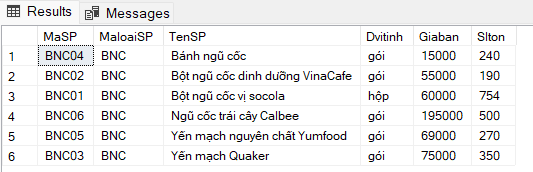 Results Messages
MaSP MaloaiSP TenSP Dvitinh Giaban Slton
1 BNC04 BNC Bánh ngũ cốc gói 15000 240
2 BNC02 BNC Bột ngũ cốc dinh dưỡng VinaCafe gói 55000 190
3 BNC01 BNC Bột ngũ cốc vị socola hộp 60000 754
4 BNC06 BNC Ngũ cốc trái cây Calbee gói 195000 500
5 BNC05 BNC Yến mạch nguyên chất Yumfood gói 69000 270
6 BNC03 BNC Yến mạch Quaker gói 75000 350